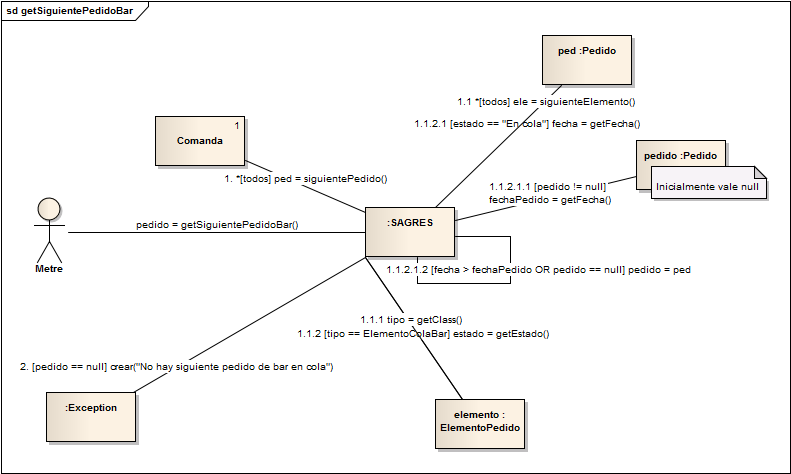 sd getSiguientePedidoBar
ped :Pedido
1.1 *[todos] ele = siguienteElemento()
1.1.2.1 [estado == "En cola"] fecha = getFecha()
1
Comanda
pedido :Pedido
Inicialmente vale null
1. *[todos] ped = siguientePedido()
1.1.2.1.1 [pedido != null]
fechaPedido = getFecha()
pedido = getSiguientePedidoBar()
:SAGRES
Metre
1.1.2.1.2 [fecha > fechaPedido OR pedido == null] pedido = ped
1.1.1 tipo = getClass()
1.1.2 [tipo == ElementoColaBar] estado = getEstado()
2. [pedido == null] crear("No hay siguiente pedido de bar en cola")
:Exception
elemento :
ElementoPedido